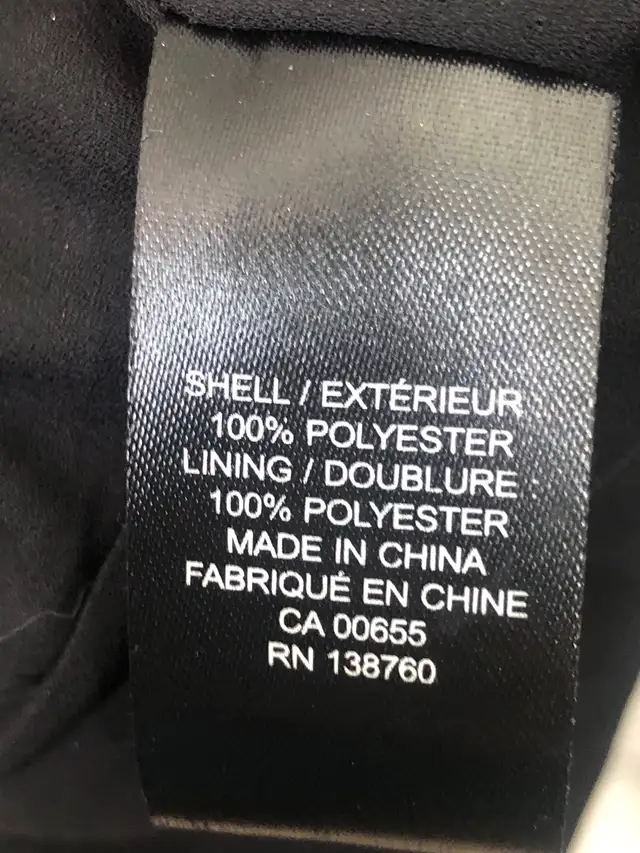 SHELL / EXTÉRIEUR
100% POLYESTER
LINING / DOUBLURE :
100% POLYESTER
MADE IN CHINA
FABRIQUÉ EN CHINE
CA 00655
RN 138760